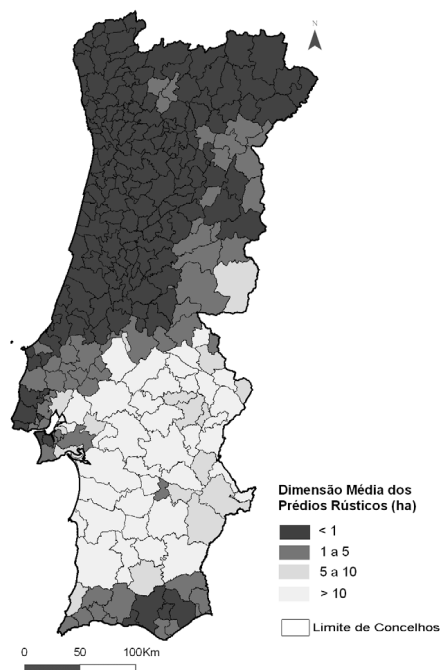 N
Dimensão Média dos
Prédios Rústicos (ha)
< 1
1 a 5
5 a 10
> 10
Limite de Concelhos
0 50 100Km